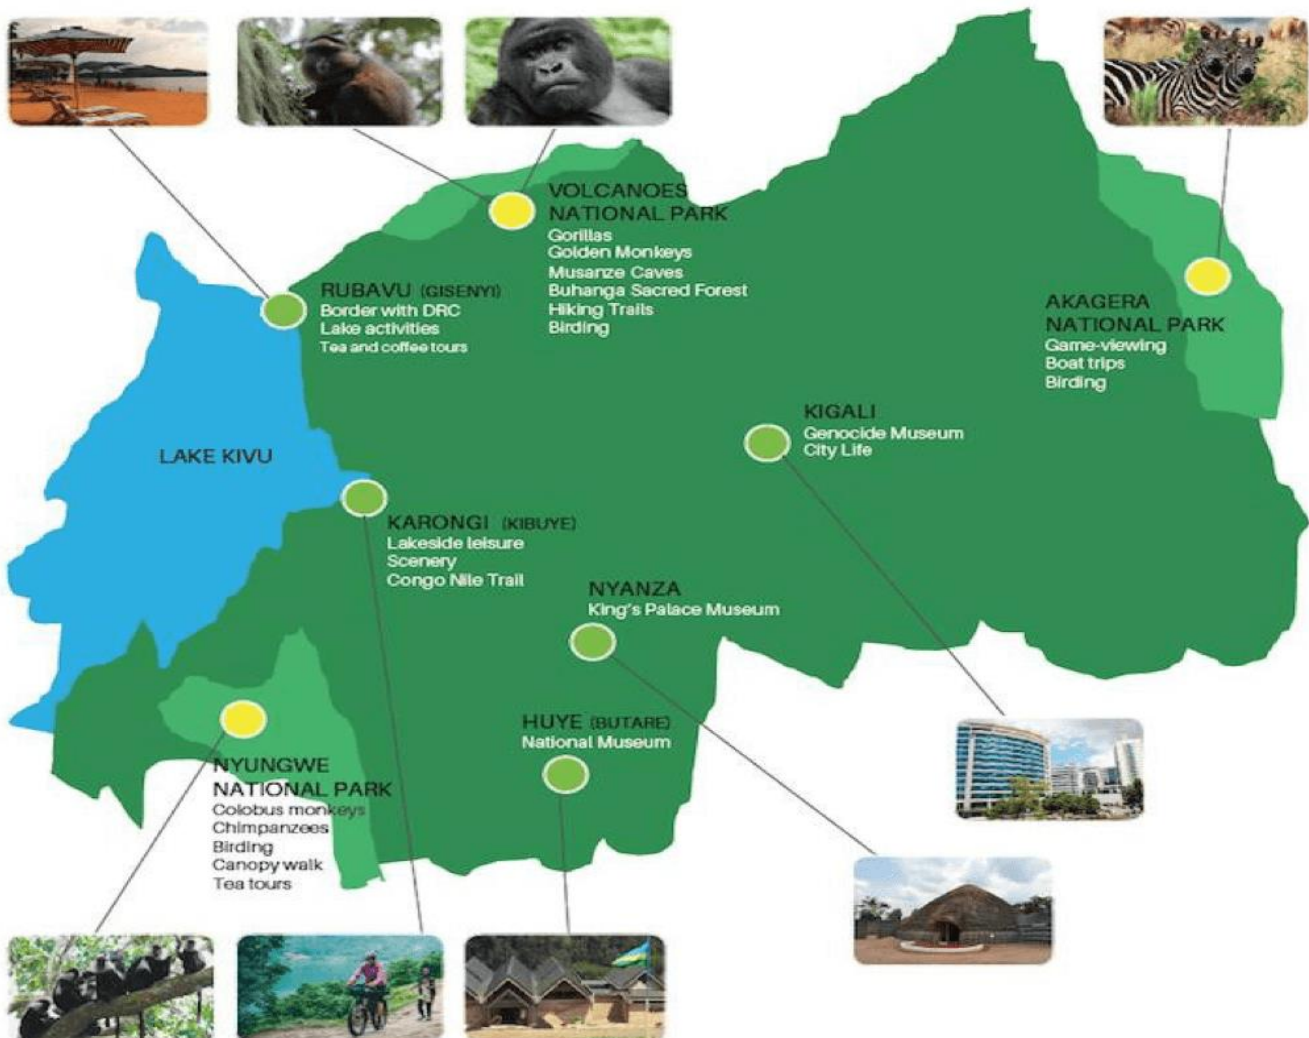 VOLCANOES
NATIONAL PARK
Gorillas
Golden Monkeys
Musanze Caves
Buhanga Sacred Forest
Hiking Trails
Birding
RUBAVU (GISENYI)
Border with DRC
Lake activities
Tea and coffee tours
AKAGERA
NATIONAL PARK
Game-viewing
Boat trips
Birding
KIGALI
Genocide Museum
City Life
LAKE KIVU
KARONGI (KIBUYE)
Lakeside leisure
Scenery
Congo Nile Trail
NYANZA
King's Palace Museum
HUYE (BUTARE)
National Museum
NYUNGWE
NATIONAL PARK
Colobus monkeys
Chimpanzees
Birding
Canopy walk
Tea tours